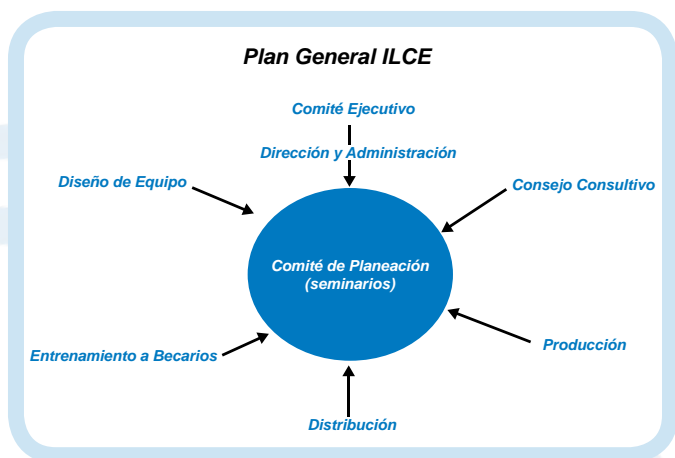 Plan General ILCE
Comité Ejecutivo
Dirección y Administración
Diseño de Equipo
Consejo Consultivo
Comité de Planeación
(seminarios)
Entrenamiento a Becarios
Producción
Distribución